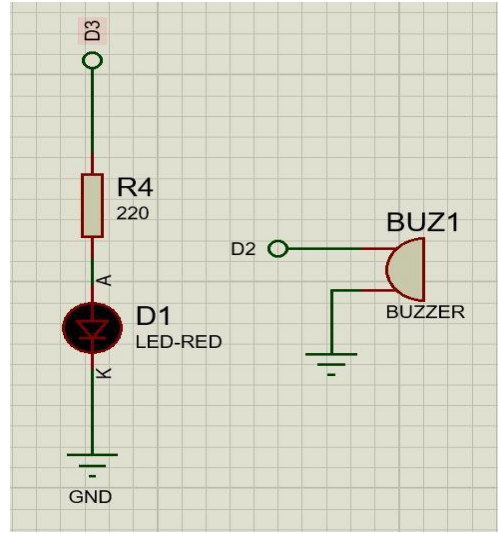 D3
R4
220
A
D1
LED-RED
K
GND
BUZ1
D2
BUZZER